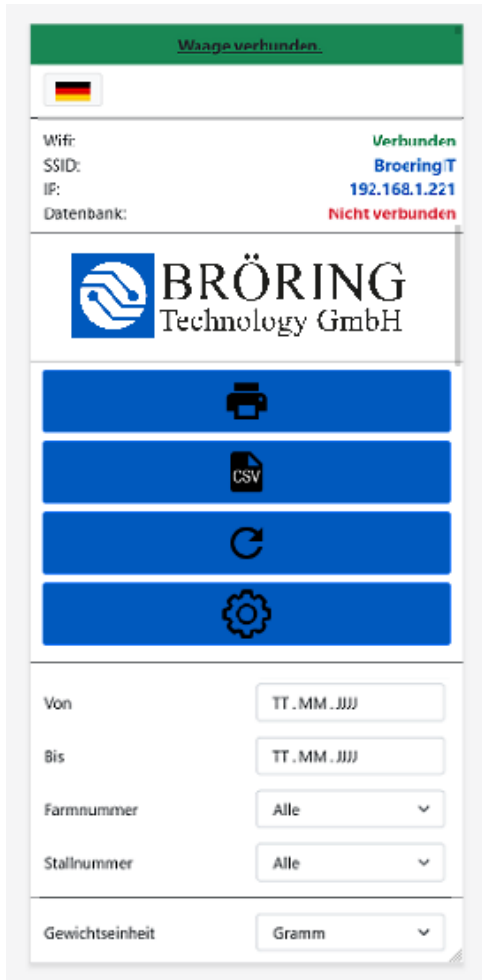 Waage verbunden.
Wifi: Verbunden
SSID: BroeringIT
IP: 192.168.1.221
Datenbank: Nicht verbunden
BRÖRING
Technology GmbH
CSV
Von TT.MM.JJJJ
Bis TT.MM.JJJJ
Farmnummer Alle
Stallnummer Alle
Gewichtseinheit Gramm